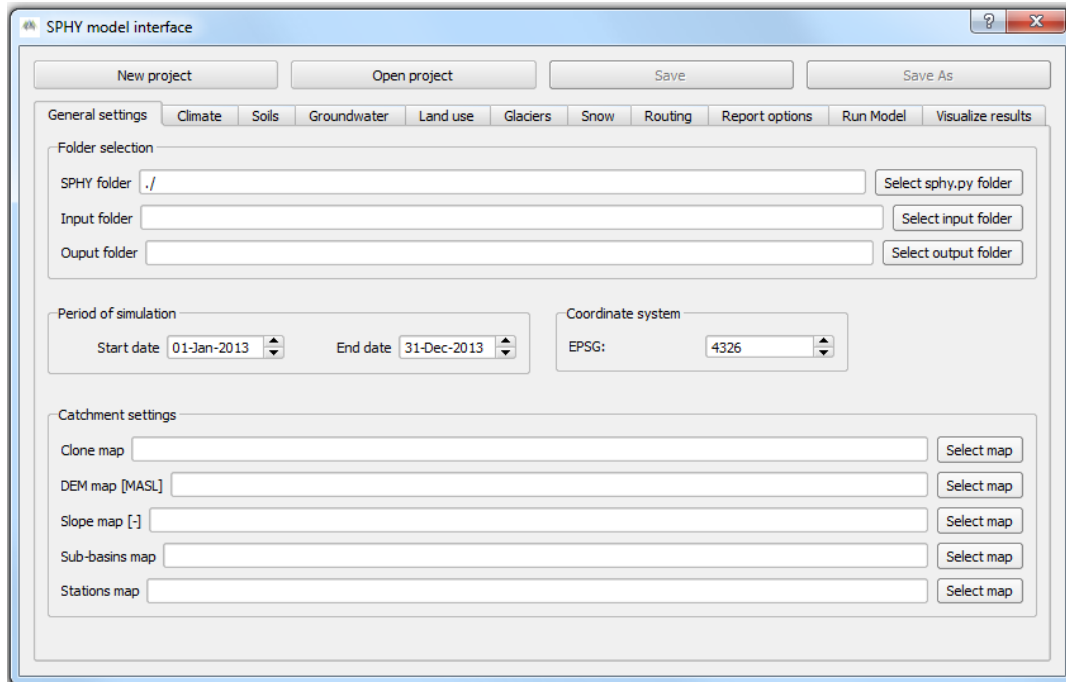 SPHY model interface
New project Open project Save Save As
General settings Climate Soils Groundwater Land use Glaciers Snow Routing Report options Run Model Visualize results
Folder selection
SPHY folder ./ Select sphy.py folder
Input folder Select input folder
Ouput folder Select output folder
Period of simulation Coordinate system
Start date 01-Jan-2013 End date 31-Dec-2013 EPSG: 4326
Catchment settings
Clone map Select map
DEM map [MASL] Select map
Slope map [-] Select map
Sub-basins map Select map
Stations map Select map